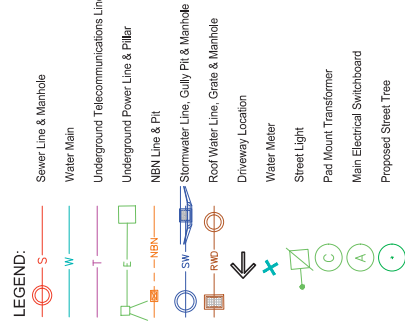 LEGEND:
S Sewer Line & Manhole
W Water Main
T Underground Telecommunications Line
E Underground Power Line & Pillar
NBN NBN Line & Pit
SW Stormwater Line, Gully Pit & Manhole
RWD Roof Water Line, Grate & Manhole
Driveway Location
Water Meter
Street Light
C Pad Mount Transformer
A Main Electrical Switchboard
Proposed Street Tree